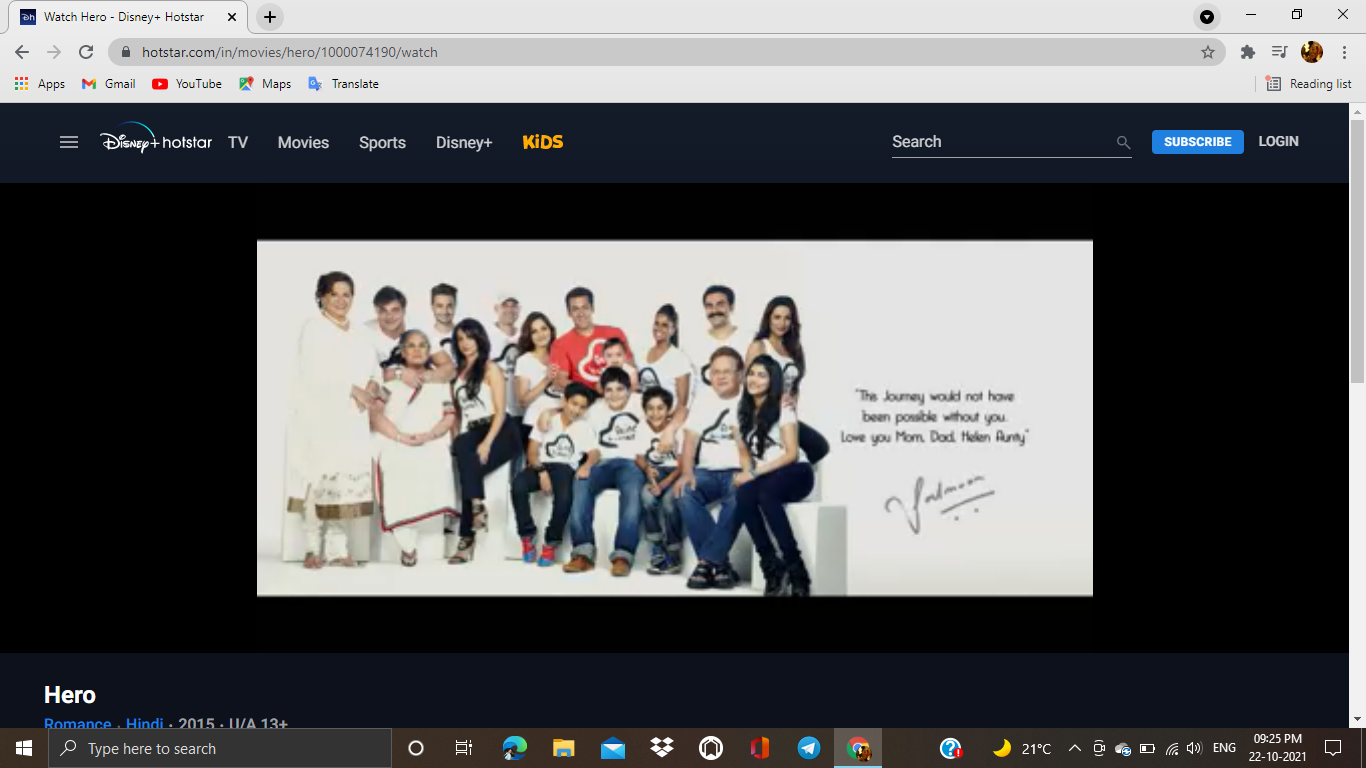 Watch Hero - Disney+ Hotstar
hotstar.com/in/movies/hero/1000074190/watch
Apps Gmail YouTube Maps Translate Reading list
Disney+ hotstar TV Movies Sports Disney+ KiDS Search SUBSCRIBE LOGIN
"The Journey would not have
been possible without you.
Love you Mom, Dad, Helen Aunty"
Hero
Romance · Hindi · 2015 · U/A 13+
Type here to search
21°C ENG 09:25 PM
22-10-2021